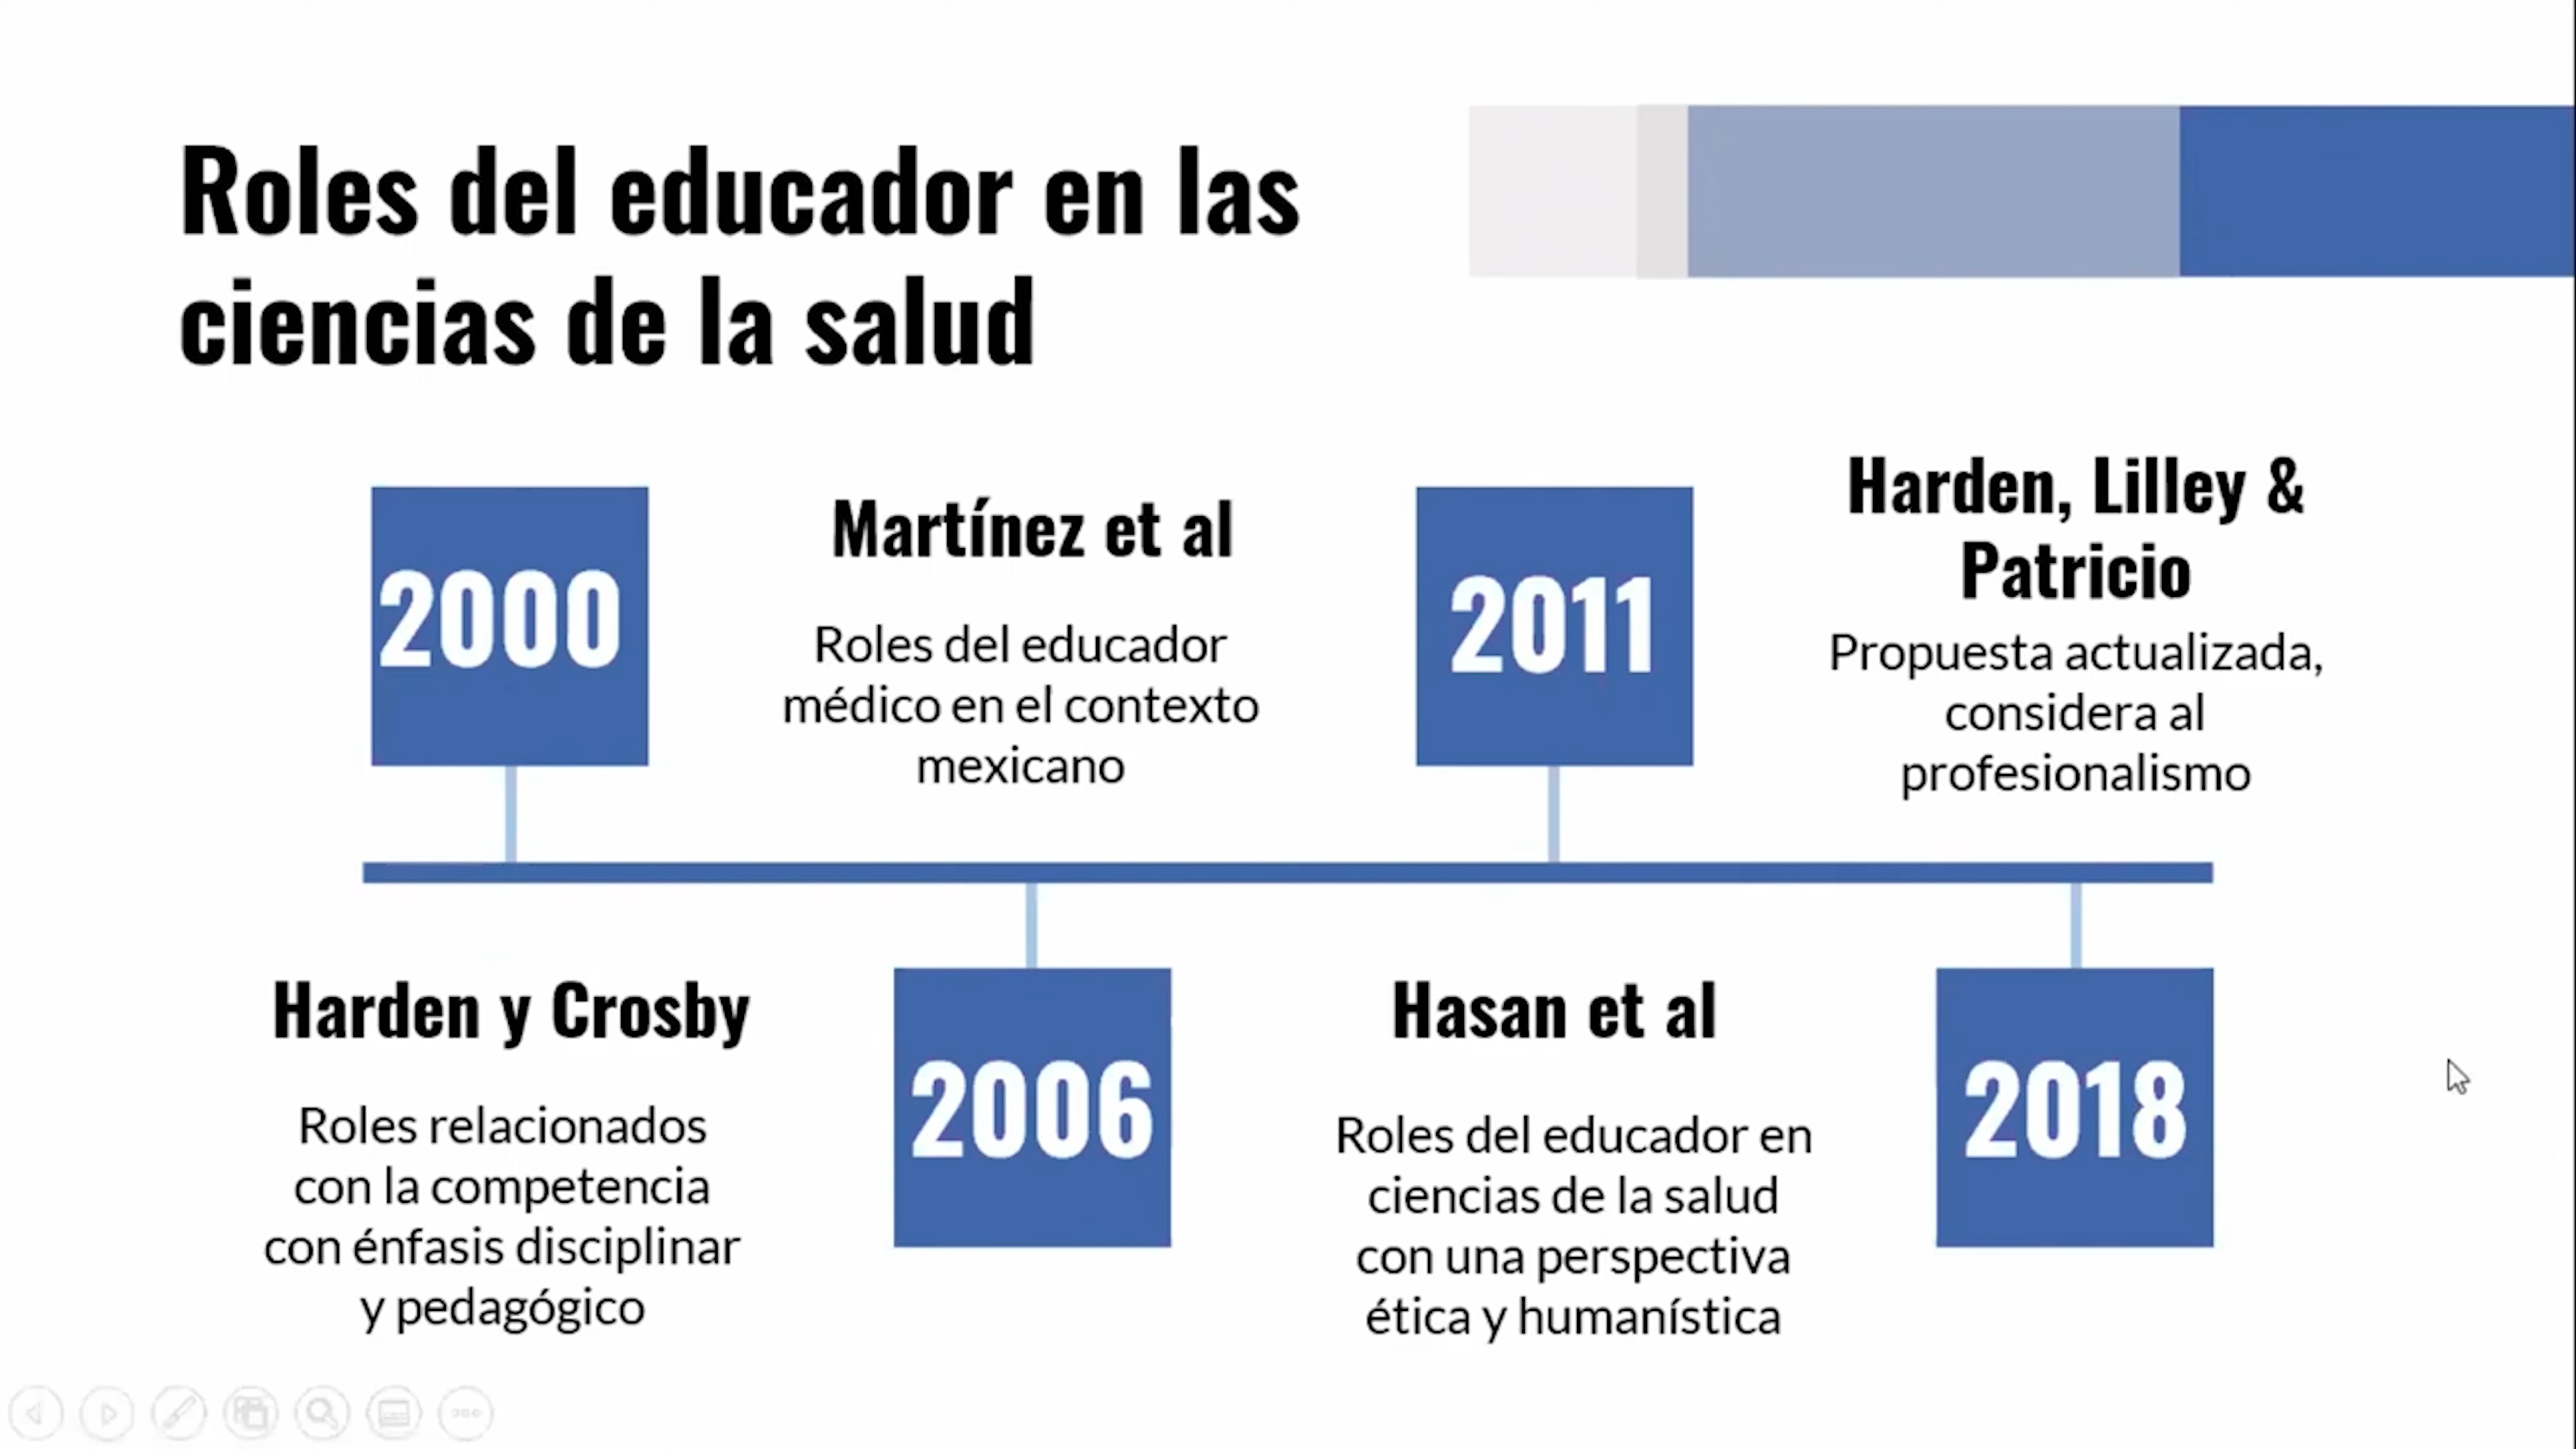 Roles del educador en las
ciencias de la salud
2000
Harden y Crosby
Roles relacionados
con la competencia
con énfasis disciplinar
y pedagógico
Martínez et al
Roles del educador
médico en el contexto
mexicano
2006
2011
Hasan et al
Roles del educador en
ciencias de la salud
con una perspectiva
ética y humanística
Harden, Lilley &
Patricio
Propuesta actualizada,
considera al
profesionalismo
2018